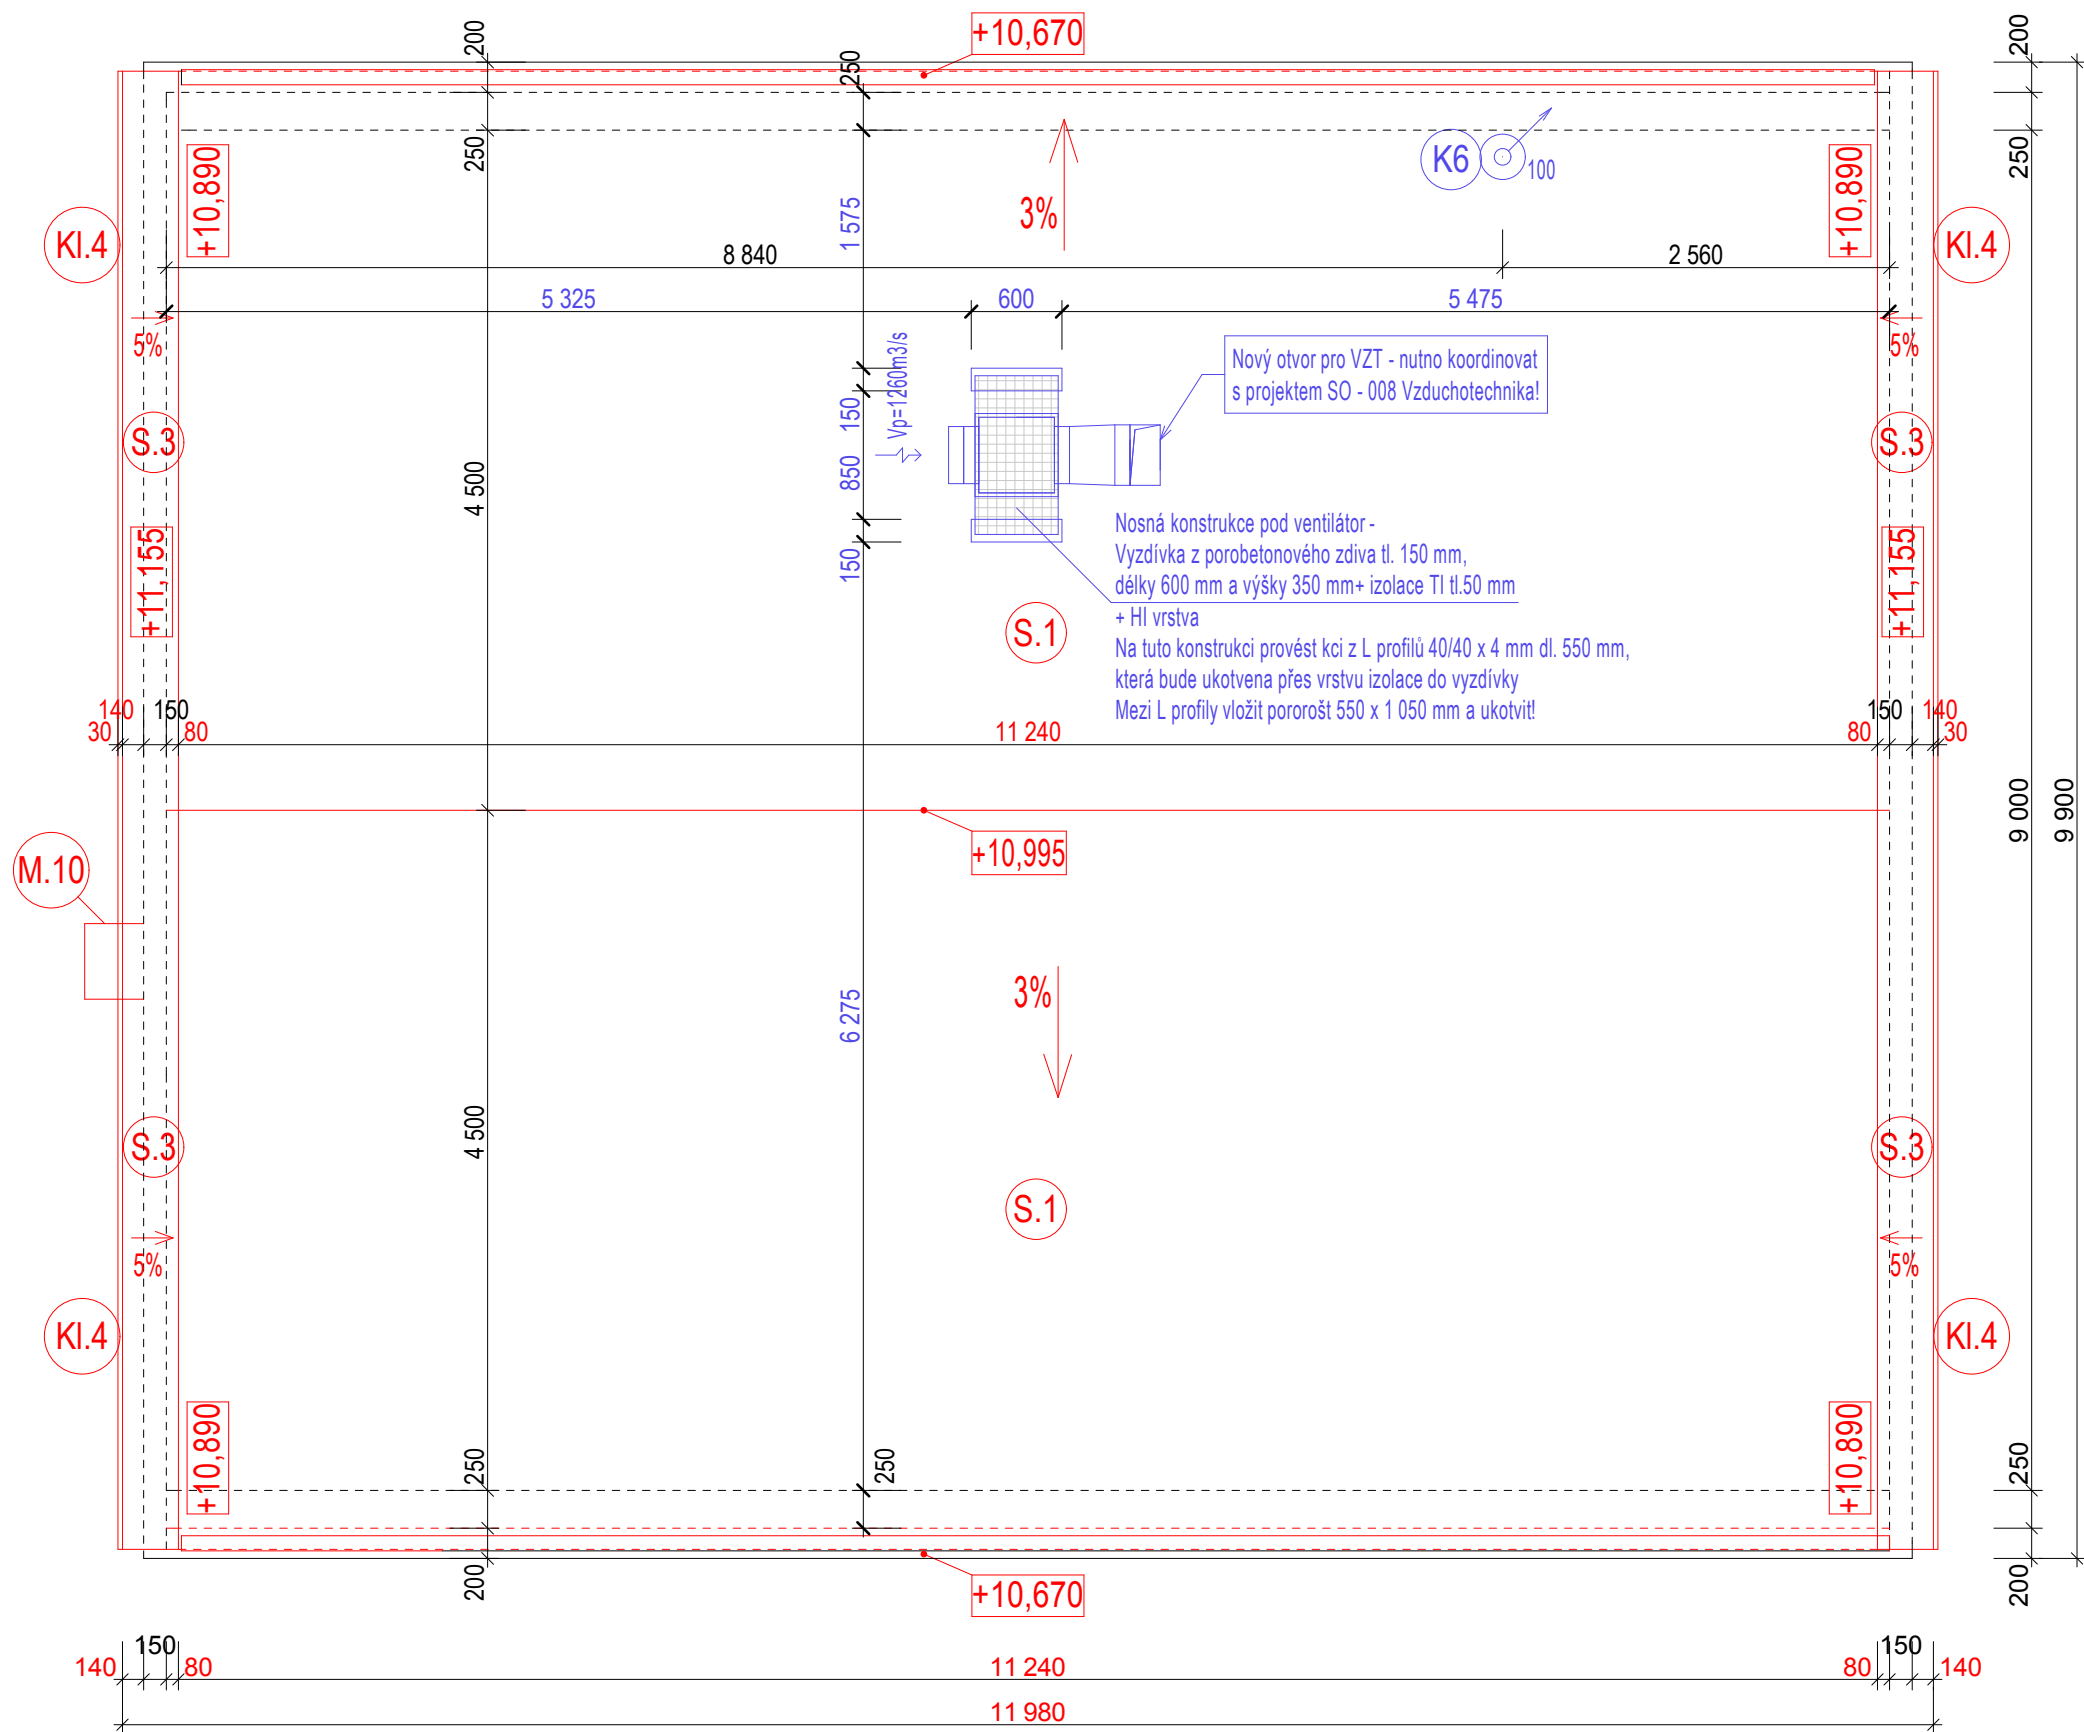 +10,670
200
250
200
250
250
+10,890
K6
100
+10,890
Kl.4
1 575
3%
Kl.4
8 840
2 560
5 325
600
5 475
5%
Vp=1260m3/s
Nový otvor pro VZT - nutno koordinovat
s projektem SO - 008 Vzduchotechnika!
5%
150
S.3
S.3
4 500
850
150
Nosná konstrukce pod ventilátor -
Vyzdívka z porobetonového zdiva tl. 150 mm,
délky 600 mm a výšky 350 mm+ izolace TI tl.50 mm
+ HI vrstva
Na tuto konstrukci provést kci z L profilů 40/40 x 4 mm dl. 550 mm,
která bude ukotvena přes vrstvu izolace do vyzdívky
Mezi L profily vložit pororošt 550 x 1 050 mm a ukotvit!
+11,155
+11,155
S.1
140
150
150
140
30
80
11 240
80
30
9 000
9 900
+10,995
M.10
3%
6 275
4 500
S.3
S.3
S.1
5%
5%
Kl.4
Kl.4
+10,890
250
250
+10,890
250
200
+10,670
200
150
150
140
80
11 240
80
140
11 980